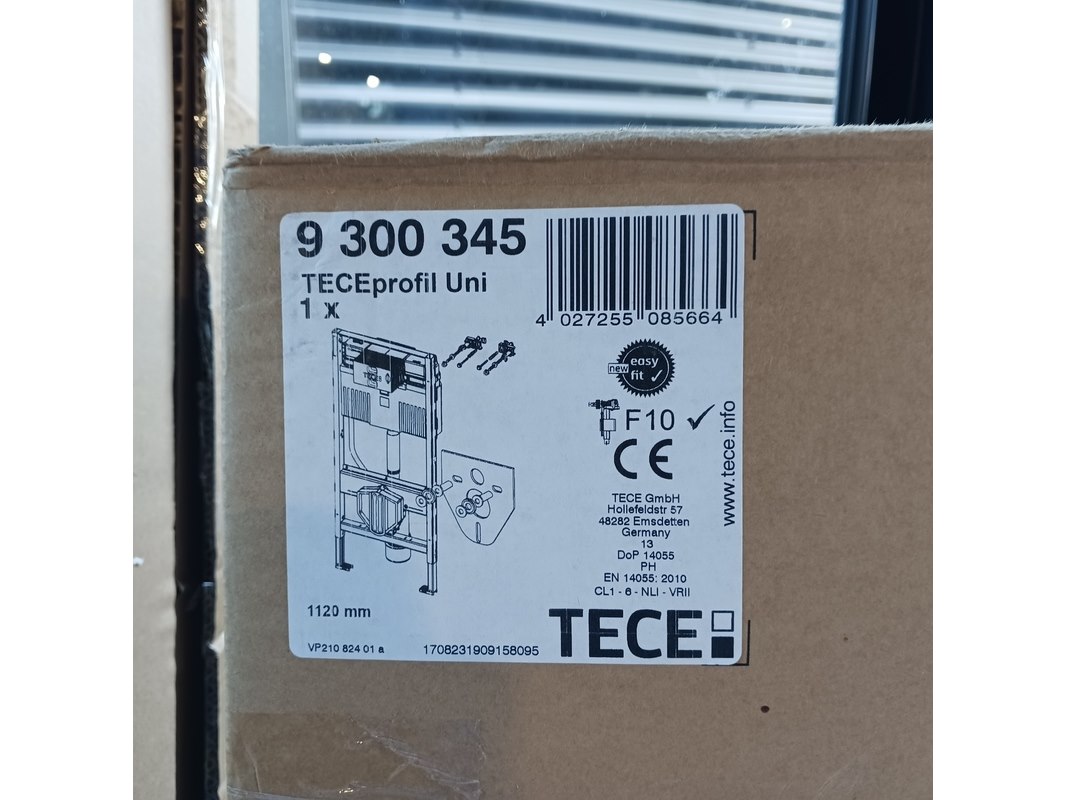 9 300 345
TECEprofil Uni
1 x
4 027255 085664
new easy
fit ✓
F10 ✓
CE
www.tece.info
TECE GmbH
Hollefeldstr 57
48282 Emsdetten
Germany
13
DoP 14055
PH
EN 14055: 2010
CL1 - 6 - NLI - VRII
1120 mm
VP210 824 01 a
1708231909158095
TECE